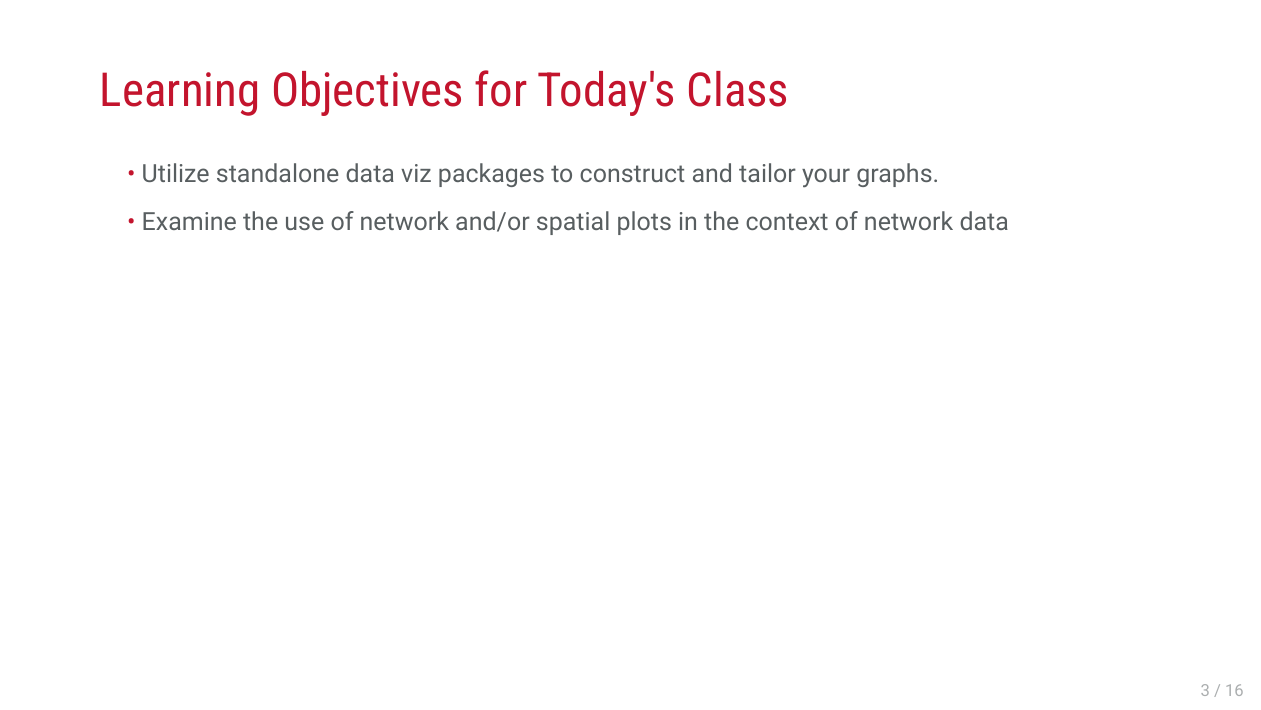 Learning Objectives for Today's Class
• Utilize standalone data viz packages to construct and tailor your graphs.
• Examine the use of network and/or spatial plots in the context of network data
3 / 16